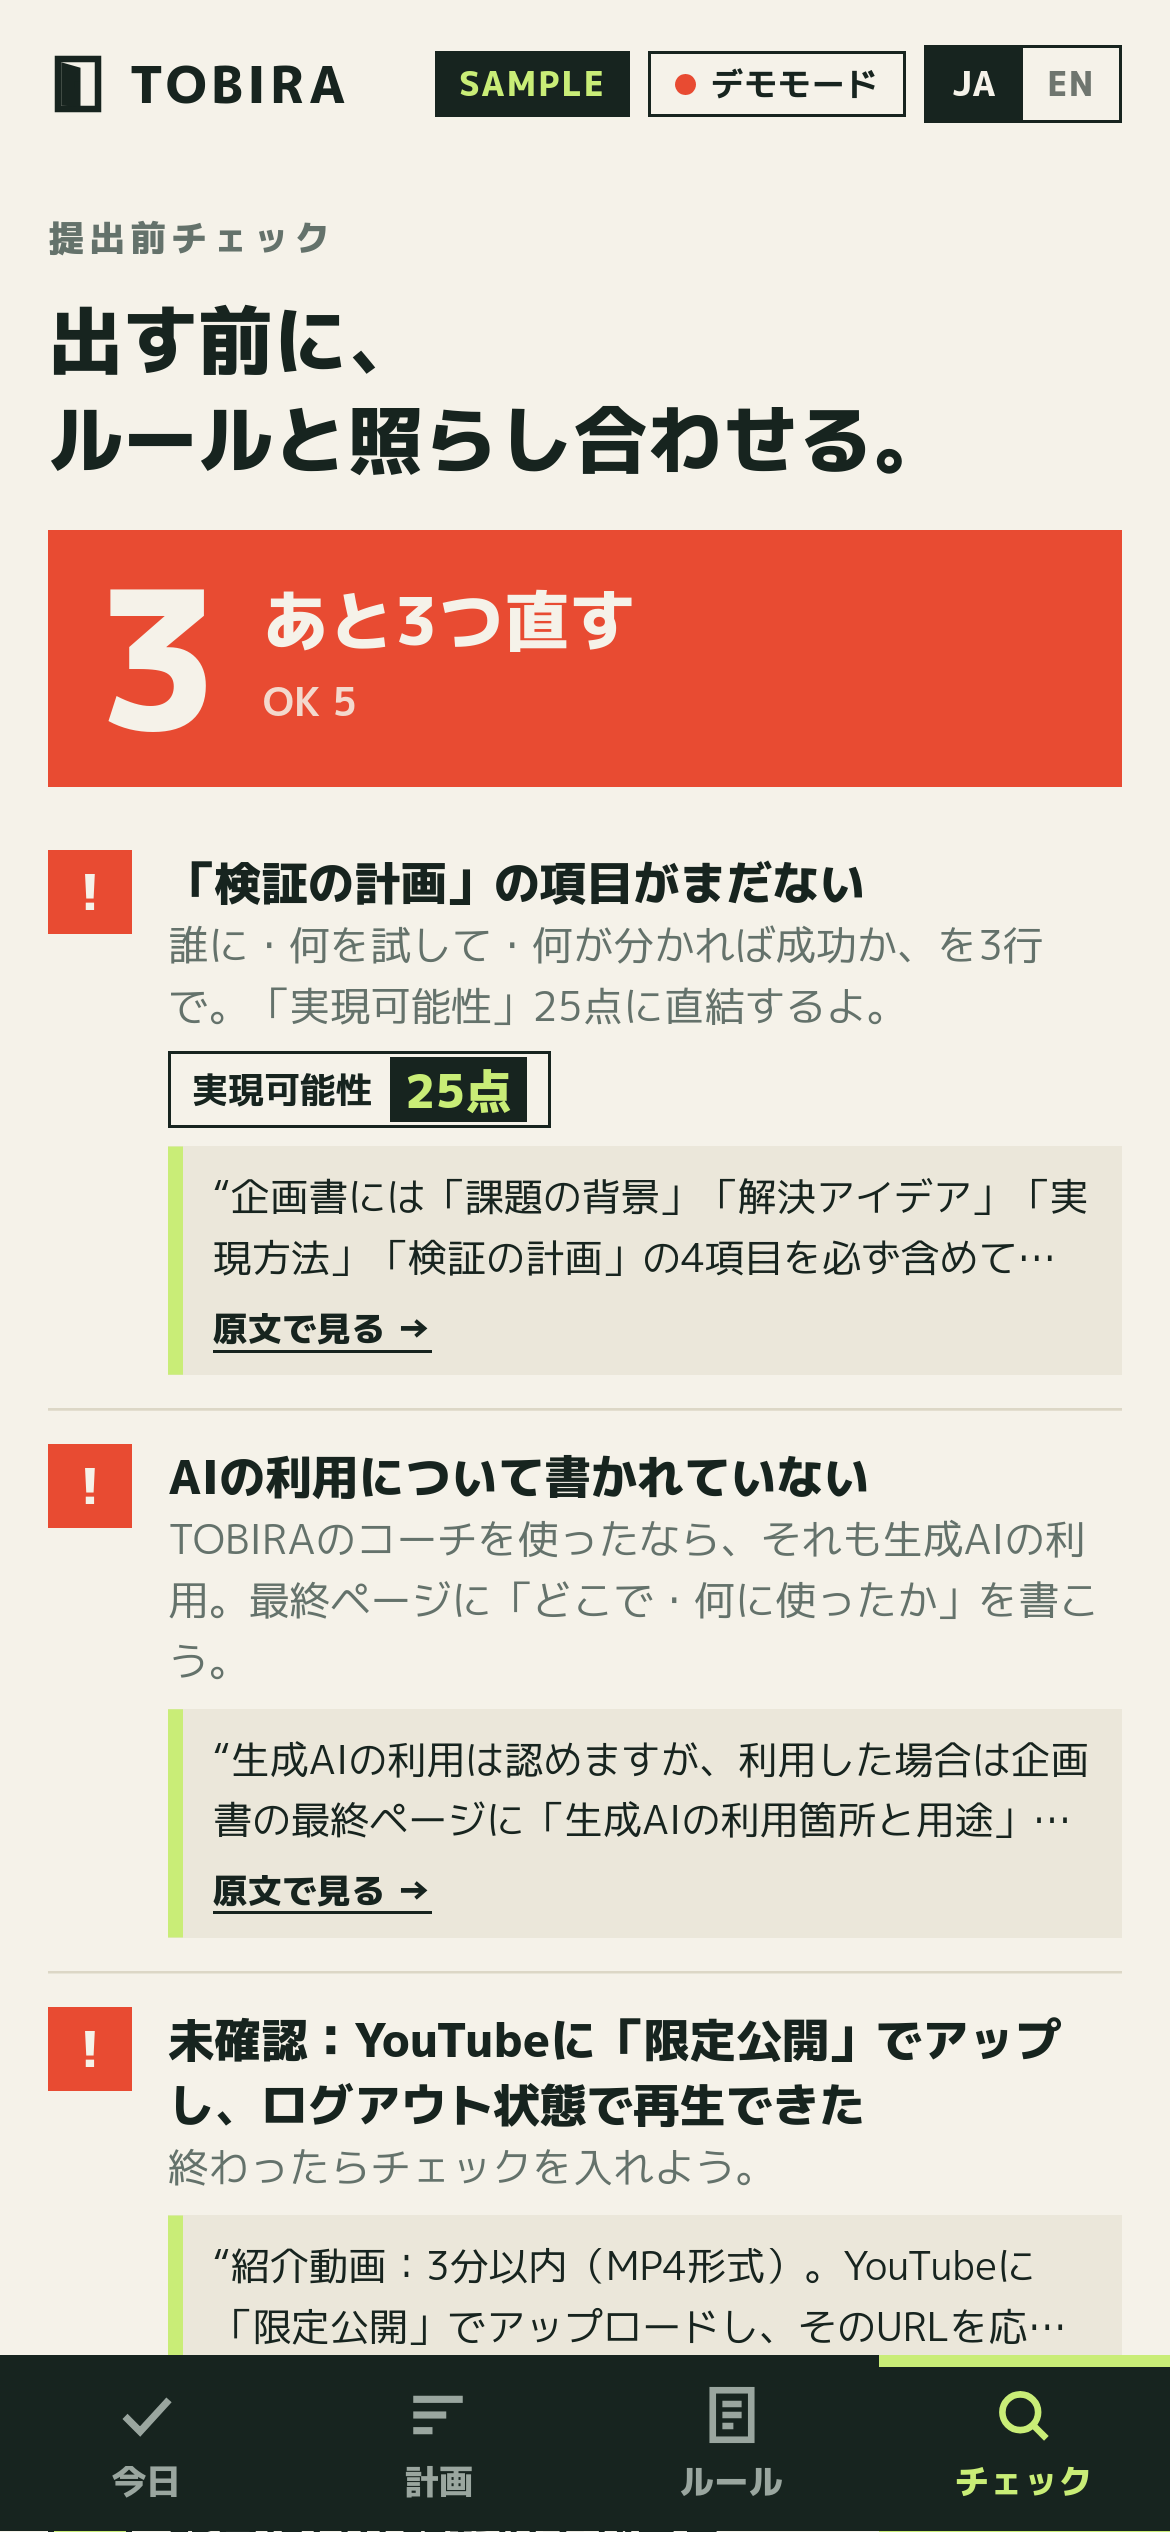 TOBIRA
SAMPLE
デモモード
JA
EN
提出前チェック
出す前に、
ルールと照らし合わせる。
3
あと3つ直す
OK 5
!
「検証の計画」の項目がまだない
誰に・何を試して・何が分かれば成功か、を3行
で。「実現可能性」25点に直結するよ。
実現可能性 25点
“企画書には「課題の背景」「解決アイデア」「実
現方法」「検証の計画」の4項目を必ず含めて…
原文で見る →
!
AIの利用について書かれていない
TOBIRAのコーチを使ったなら、それも生成AIの利
用。最終ページに「どこで・何に使ったか」を書こ
う。
“生成AIの利用は認めますが、利用した場合は企画
書の最終ページに「生成AIの利用箇所と用途」…
原文で見る →
!
未確認：YouTubeに「限定公開」でアップ
し、ログアウト状態で再生できた
終わったらチェックを入れよう。
“紹介動画：3分以内（MP4形式）。YouTubeに
「限定公開」でアップロードし、そのURLを応…
今日
計画
ルール
チェック